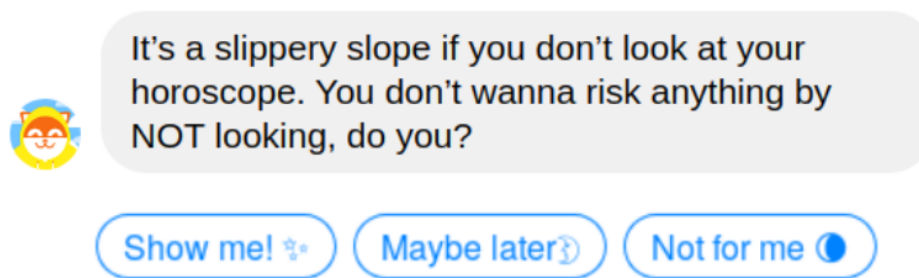 It’s a slippery slope if you don’t look at your
horoscope. You don’t wanna risk anything by
NOT looking, do you?
Show me! ✨ Maybe later Not for me 🌖